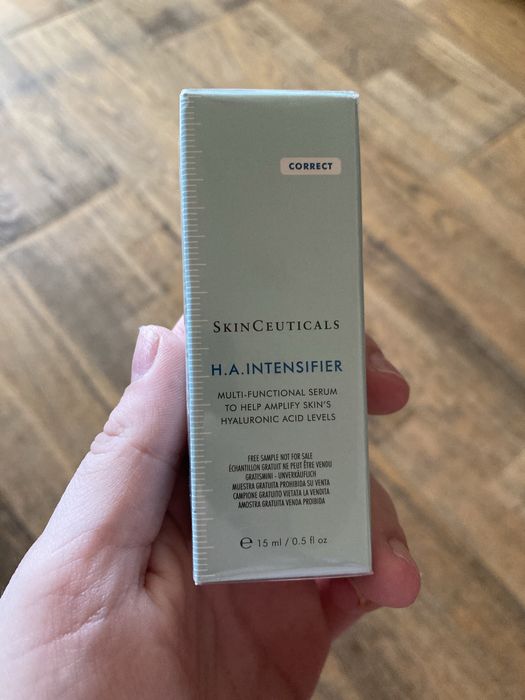 CORRECT
SKINCEUTICALS
H.A.INTENSIFIER
MULTI-FUNCTIONAL SERUM
TO HELP AMPLIFY SKIN'S
HYALURONIC ACID LEVELS
FREE SAMPLE NOT FOR SALE
ÉCHANTILLON GRATUIT NE PEUT ÊTRE VENDU
GRATISMINI - UNVERKÄUFLICH
MUESTRA GRATUITA PROHIBIDA SU VENTA
CAMPIONE GRATUITO VIETATA LA VENDITA
AMOSTRA GRATUITA VENDA PROIBIDA
℮ 15 ml / 0.5 fl oz